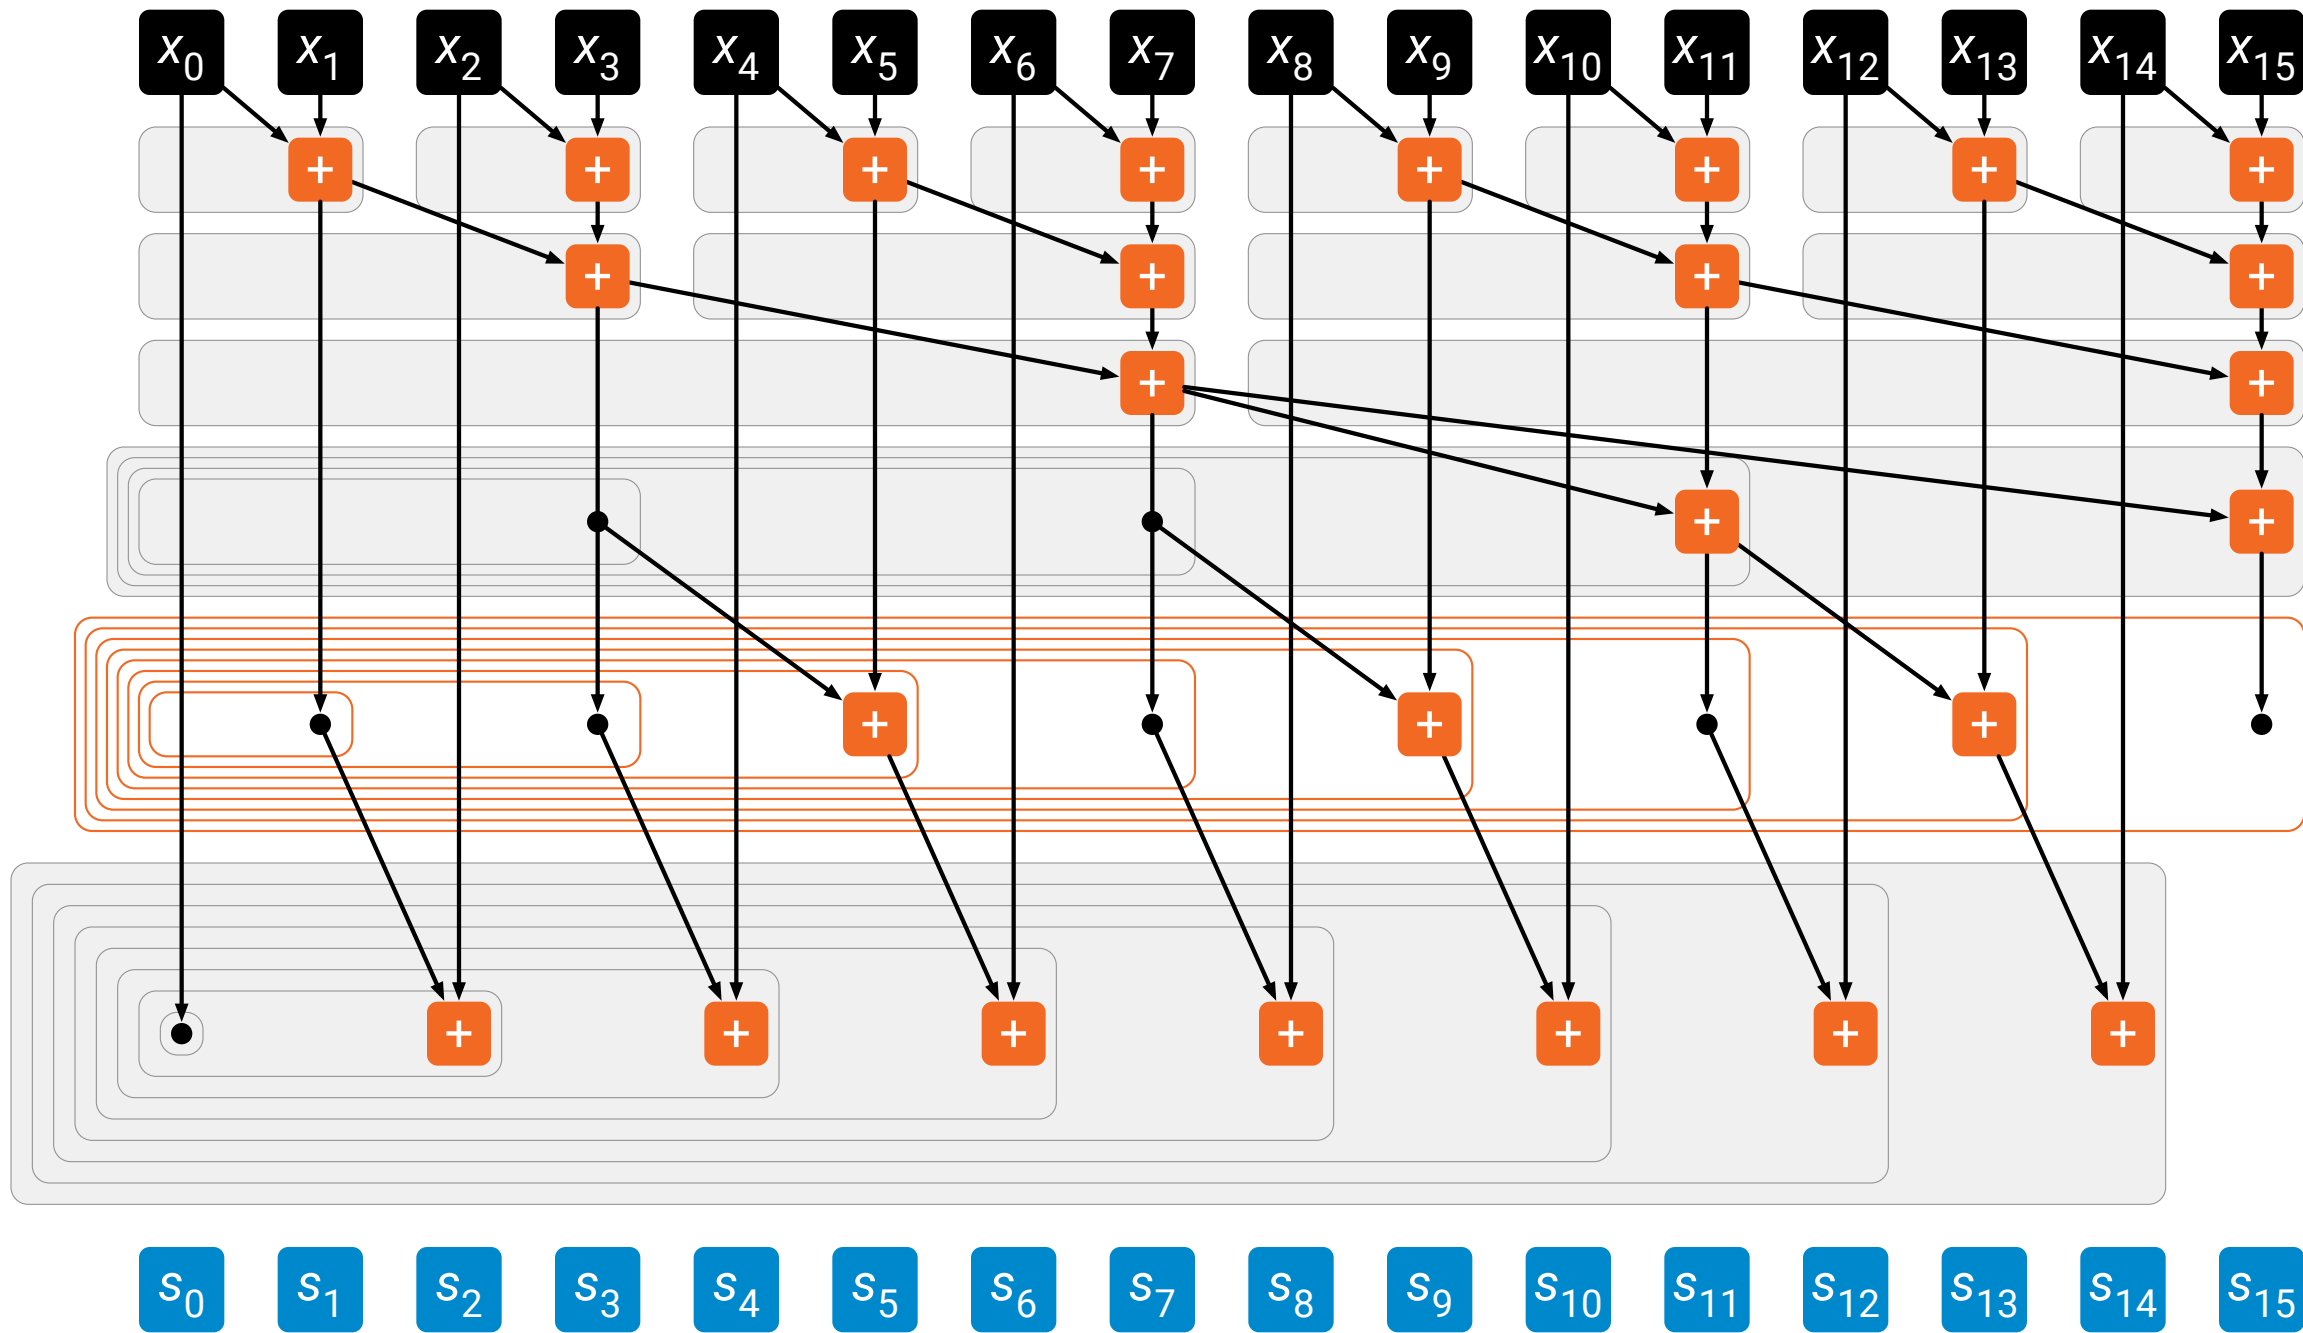 x0 x1 x2 x3 x4 x5 x6 x7 x8 x9 x10 x11 x12 x13 x14 x15
+ + + + + + + +
+ + + +
+ +
+ +
+ + +
+ + + + + + +
s0 s1 s2 s3 s4 s5 s6 s7 s8 s9 s10 s11 s12 s13 s14 s15